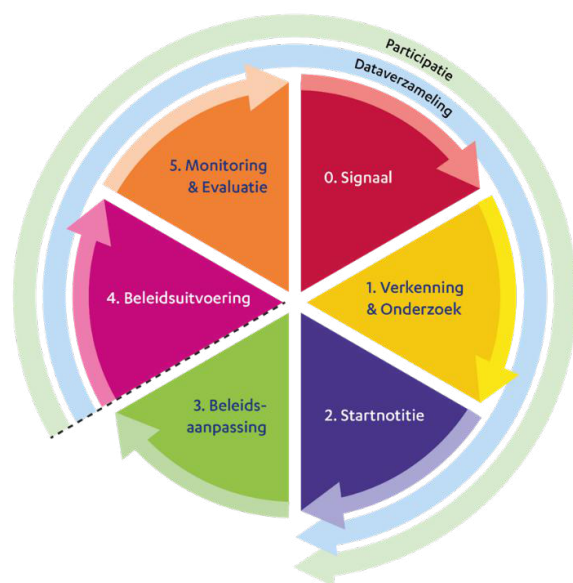 Participatie
Dataverzameling
0. Signaal
1. Verkenning
& Onderzoek
2. Startnotitie
3. Beleids-
aanpassing
4. Beleidsuitvoering
5. Monitoring
& Evaluatie